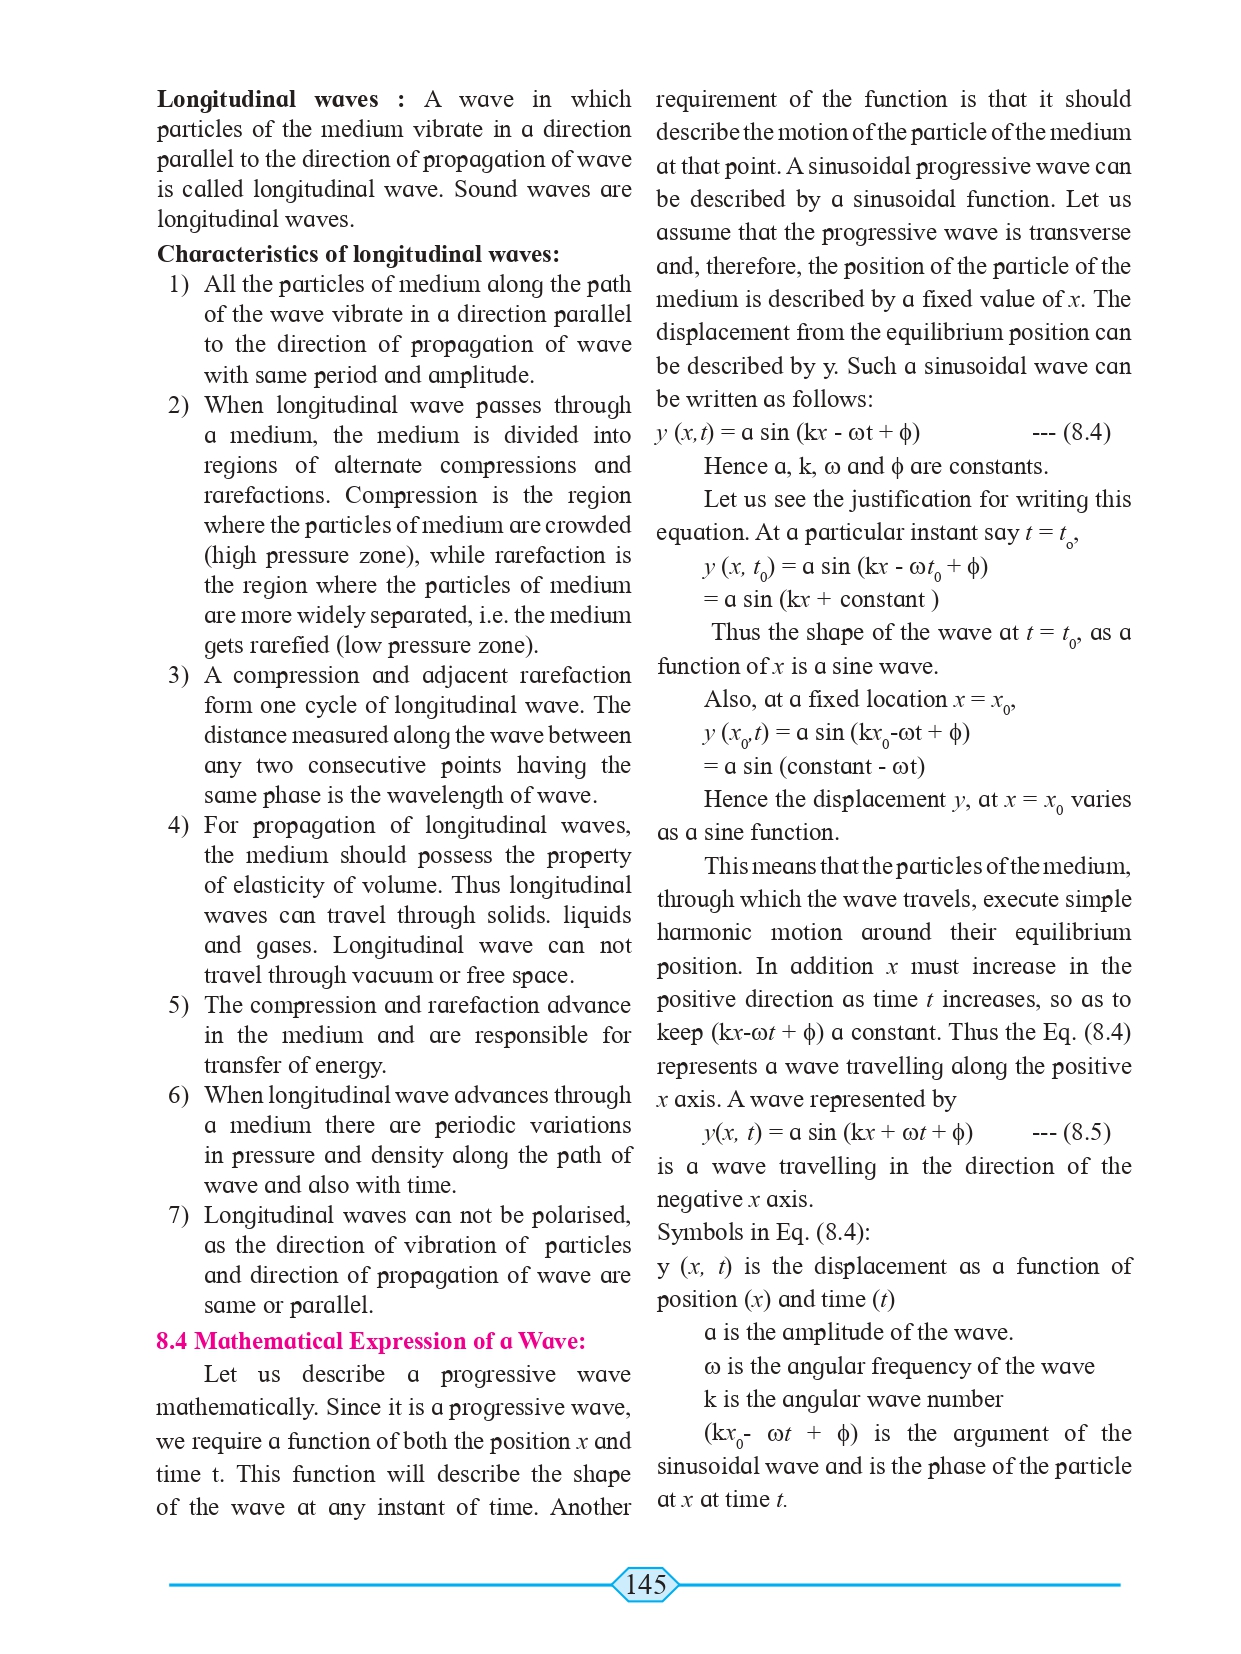 Longitudinal waves : A wave in which
particles of the medium vibrate in a direction
parallel to the direction of propagation of wave
is called longitudinal wave. Sound waves are
longitudinal waves.
Characteristics of longitudinal waves:
1) All the particles of medium along the path
of the wave vibrate in a direction parallel
to the direction of propagation of wave
with same period and amplitude.
2) When longitudinal wave passes through
a medium, the medium is divided into
regions of alternate compressions and
rarefactions. Compression is the region
where the particles of medium are crowded
(high pressure zone), while rarefaction is
the region where the particles of medium
are more widely separated, i.e. the medium
gets rarefied (low pressure zone).
3) A compression and adjacent rarefaction
form one cycle of longitudinal wave. The
distance measured along the wave between
any two consecutive points having the
same phase is the wavelength of wave.
4) For propagation of longitudinal waves,
the medium should possess the property
of elasticity of volume. Thus longitudinal
waves can travel through solids. liquids
and gases. Longitudinal wave can not
travel through vacuum or free space.
5) The compression and rarefaction advance
in the medium and are responsible for
transfer of energy.
6) When longitudinal wave advances through
a medium there are periodic variations
in pressure and density along the path of
wave and also with time.
7) Longitudinal waves can not be polarised,
as the direction of vibration of particles
and direction of propagation of wave are
same or parallel.
8.4 Mathematical Expression of a Wave:
Let us describe a progressive wave
mathematically. Since it is a progressive wave,
we require a function of both the position x and
time t. This function will describe the shape
of the wave at any instant of time. Another
requirement of the function is that it should
describe the motion of the particle of the medium
at that point. A sinusoidal progressive wave can
be described by a sinusoidal function. Let us
assume that the progressive wave is transverse
and, therefore, the position of the particle of the
medium is described by a fixed value of x. The
displacement from the equilibrium position can
be described by y. Such a sinusoidal wave can
be written as follows:
y (x,t) = a sin (kx - ωt + ϕ) --- (8.4)
Hence a, k, ω and ϕ are constants.
Let us see the justification for writing this
equation. At a particular instant say t = tₒ,
y (x, t₀) = a sin (kx - ωt₀ + ϕ)
= a sin (kx + constant )
Thus the shape of the wave at t = t₀, as a
function of x is a sine wave.
Also, at a fixed location x = x₀,
y (x₀,t) = a sin (kx₀-ωt + ϕ)
= a sin (constant - ωt)
Hence the displacement y, at x = x₀ varies
as a sine function.
This means that the particles of the medium,
through which the wave travels, execute simple
harmonic motion around their equilibrium
position. In addition x must increase in the
positive direction as time t increases, so as to
keep (kx-ωt + ϕ) a constant. Thus the Eq. (8.4)
represents a wave travelling along the positive
x axis. A wave represented by
y(x, t) = a sin (kx + ωt + ϕ) --- (8.5)
is a wave travelling in the direction of the
negative x axis.
Symbols in Eq. (8.4):
y (x, t) is the displacement as a function of
position (x) and time (t)
a is the amplitude of the wave.
ω is the angular frequency of the wave
k is the angular wave number
(kx₀- ωt + ϕ) is the argument of the
sinusoidal wave and is the phase of the particle
at x at time t.
145